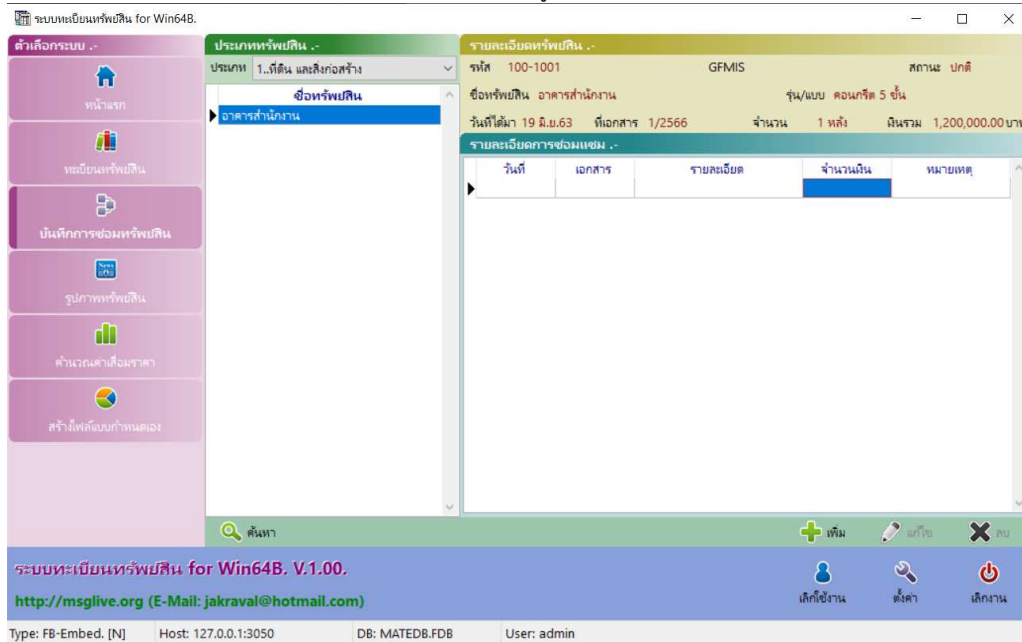 ระบบทะเบียนทรัพย์สิน for Win64B.
ตัวเลือกระบบ .-
หน้าแรก
ทะเบียนทรัพย์สิน
บันทึกการซ่อมทรัพย์สิน
รูปภาพทรัพย์สิน
คำนวณค่าเสื่อมราคา
สร้างไฟล์แบบกำหนดเอง
ประเภททรัพย์สิน .-
ประเภท 1..ที่ดิน และสิ่งก่อสร้าง
ชื่อทรัพย์สิน
อาคารสำนักงาน
ค้นหา
รายละเอียดทรัพย์สิน .-
รหัส 100-1001 GFMIS สถานะ ปกติ
ชื่อทรัพย์สิน อาคารสำนักงาน รุ่น/แบบ คอนกรีต 5 ชั้น
วันที่ได้มา 19 มิ.ย.63 ที่เอกสาร 1/2566 จำนวน 1 หลัง เงินรวม 1,200,000.00 บาท
รายละเอียดการซ่อมแซม .-
วันที่ เอกสาร รายละเอียด จำนวนเงิน หมายเหตุ
เพิ่ม แก้ไข ลบ
ระบบทะเบียนทรัพย์สิน for Win64B. V.1.00.
http://msglive.org (E-Mail: jakraval@hotmail.com)
เลิกใช้งาน ตั้งค่า เลิกงาน
Type: FB-Embed. [N] Host: 127.0.0.1:3050 DB: MATEDB.FDB User: admin